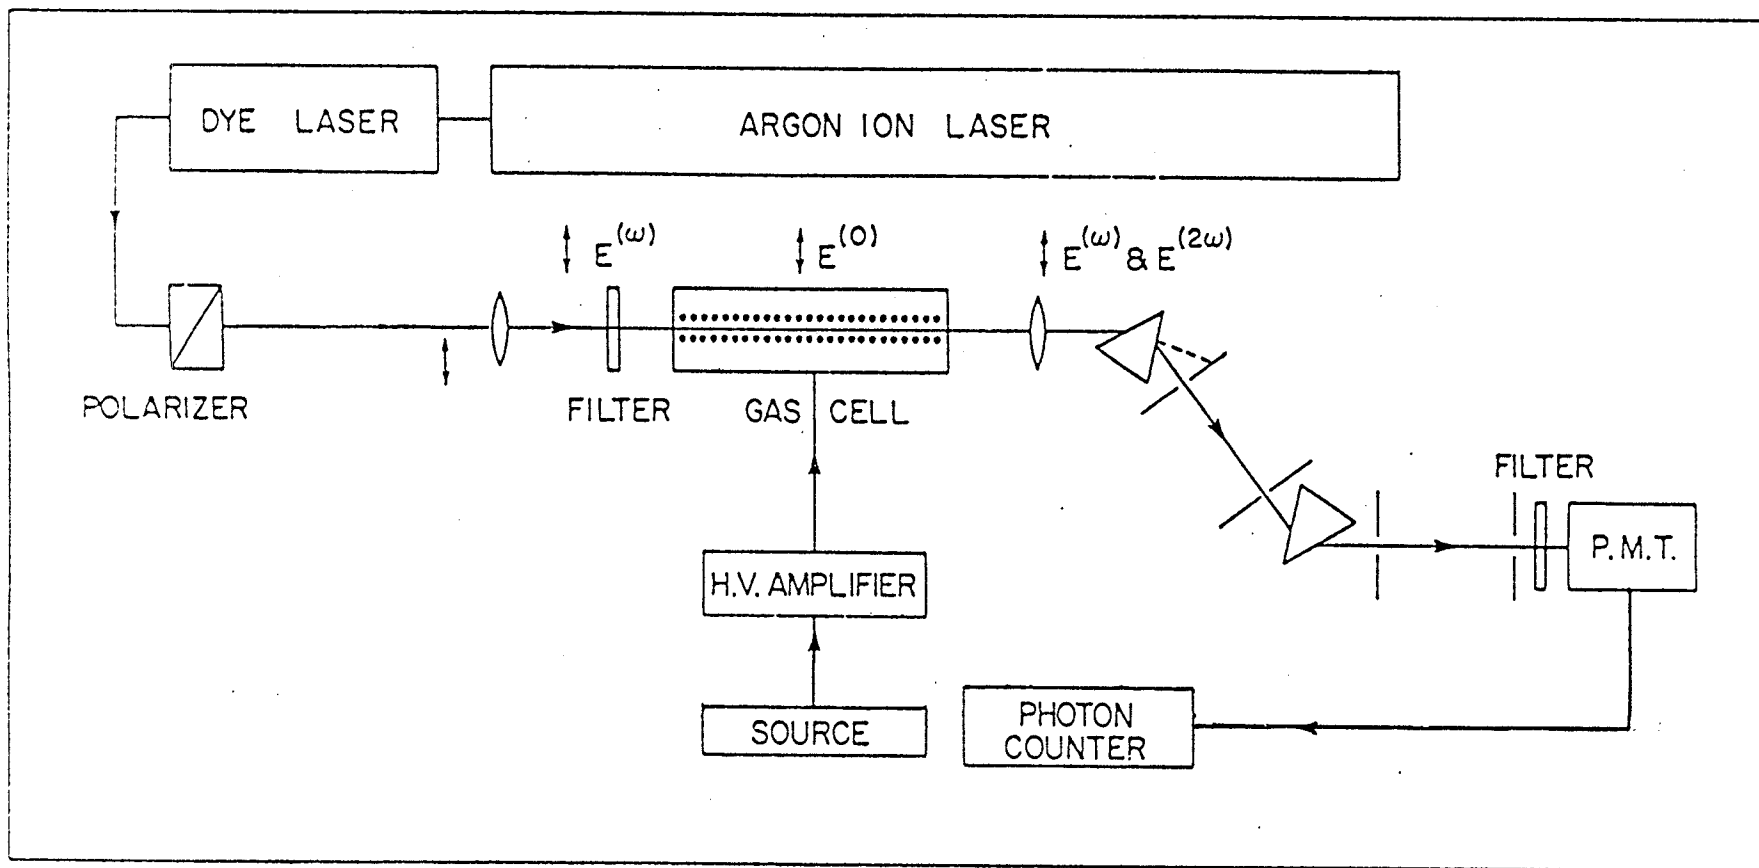 DYE LASER
ARGON ION LASER
E^(ω)
E^(0)
E^(ω) & E^(2ω)
POLARIZER
FILTER
GAS CELL
FILTER
P.M.T.
H.V. AMPLIFIER
SOURCE
PHOTON
COUNTER